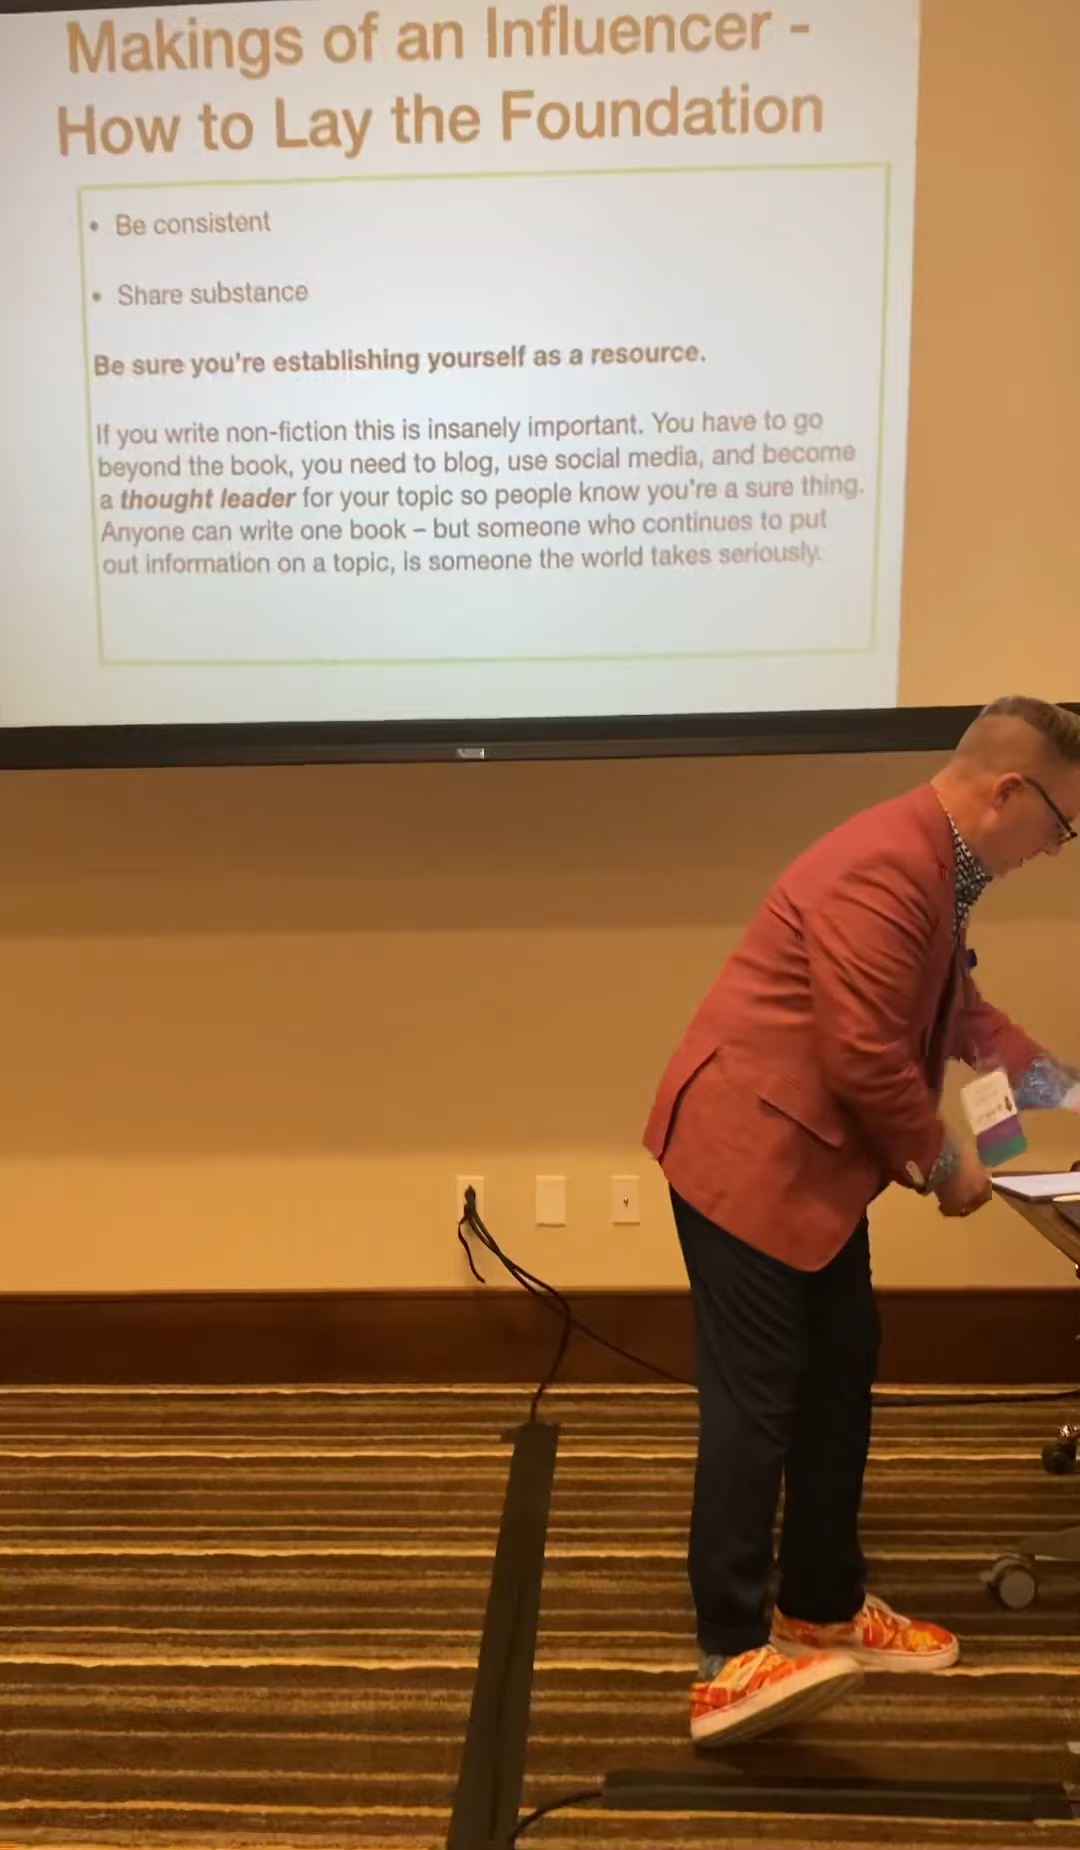 Makings of an Influencer -
How to Lay the Foundation
• Be consistent
• Share substance
Be sure you're establishing yourself as a resource.
If you write non-fiction this is insanely important. You have to go
beyond the book, you need to blog, use social media, and become
a thought leader for your topic so people know you're a sure thing.
Anyone can write one book – but someone who continues to put
out information on a topic, is someone the world takes seriously.